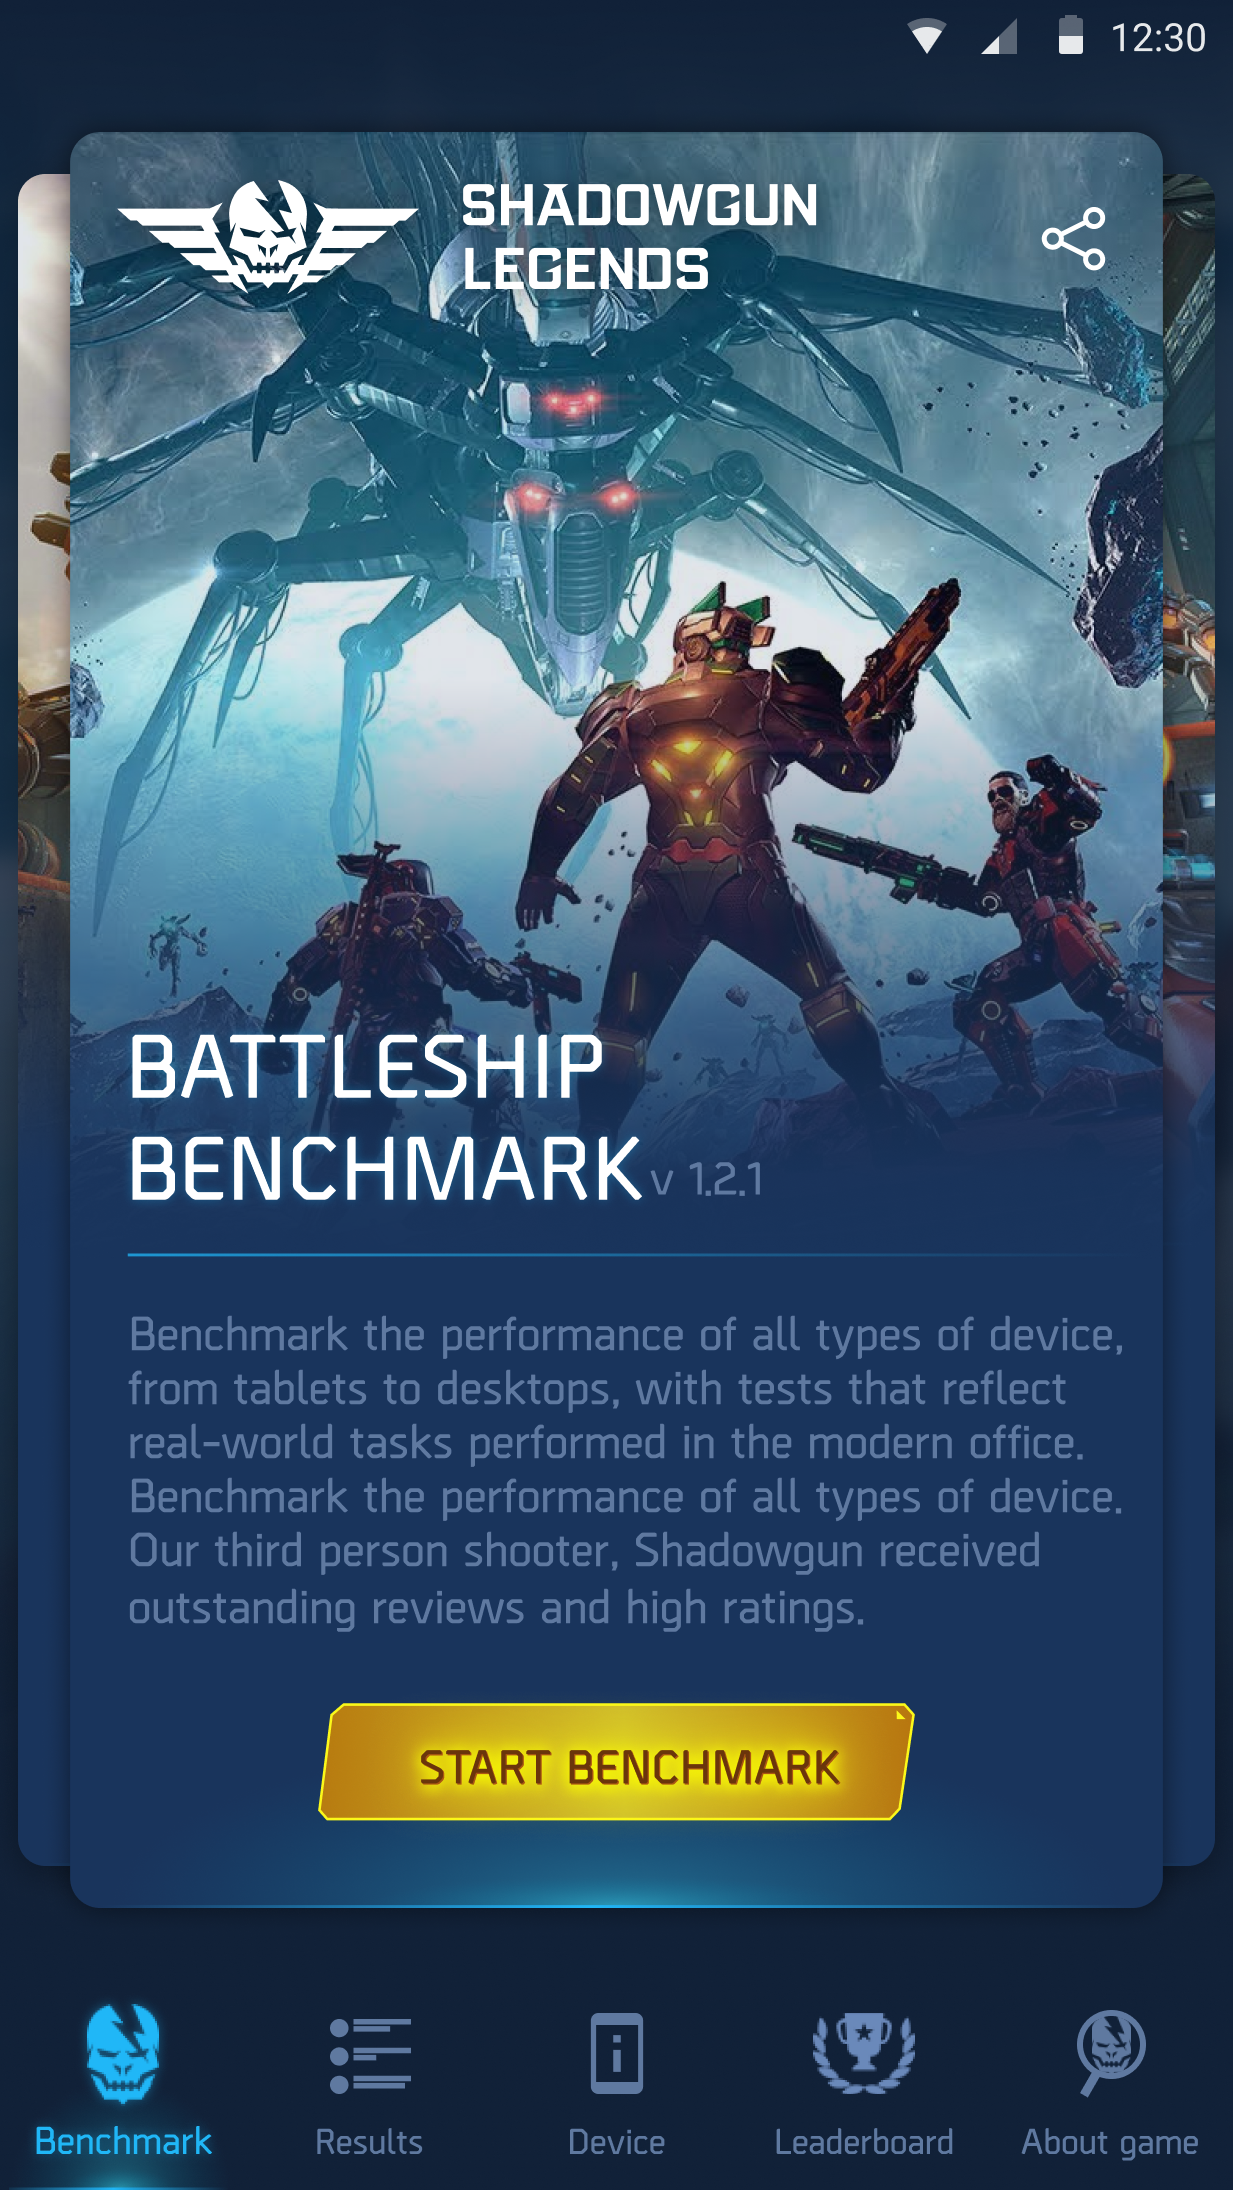 12:30
SHADOWGUN
LEGENDS
BATTLESHIP
BENCHMARK v 1.2.1
Benchmark the performance of all types of device,
from tablets to desktops, with tests that reflect
real-world tasks performed in the modern office.
Benchmark the performance of all types of device.
Our third person shooter, Shadowgun received
outstanding reviews and high ratings.
START BENCHMARK
Benchmark Results Device Leaderboard About game